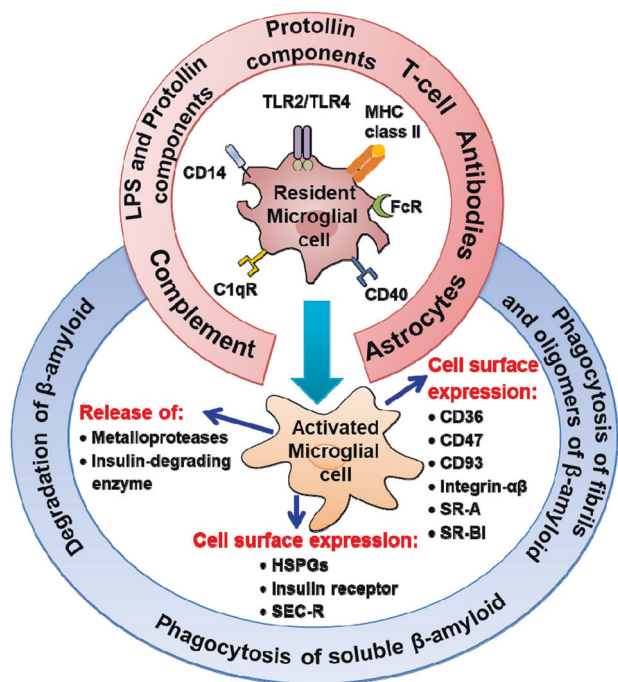 LPS and Protollin
components
Protollin
components
T-cell
Antibodies
Astrocytes
Complement
TLR2/TLR4
MHC
class II
CD14
FcR
Resident
Microglial
cell
C1qR
CD40
Degradation of β-amyloid
Phagocytosis of fibrils
and oligomers of β-amyloid
Phagocytosis of soluble β-amyloid
Activated
Microglial
cell
Release of:
• Metalloproteases
• Insulin-degrading
enzyme
Cell surface
expression:
• CD36
• CD47
• CD93
• Integrin-αβ
• SR-A
• SR-BI
Cell surface expression:
• HSPGs
• Insulin receptor
• SEC-R